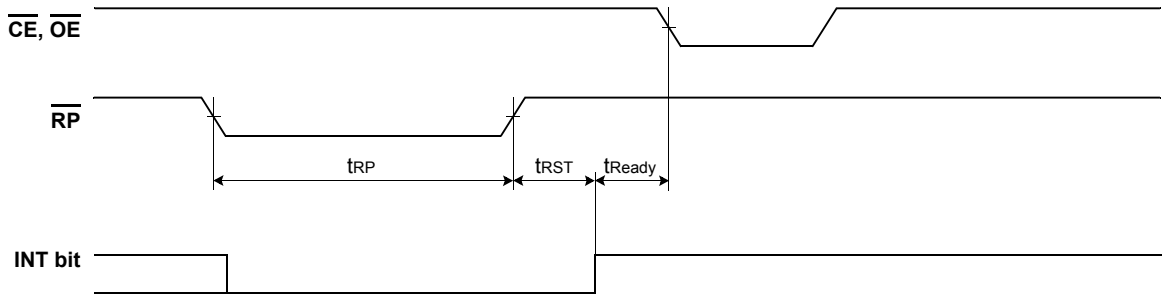 CE, OE
RP
tRP
tRST
tReady
INT bit